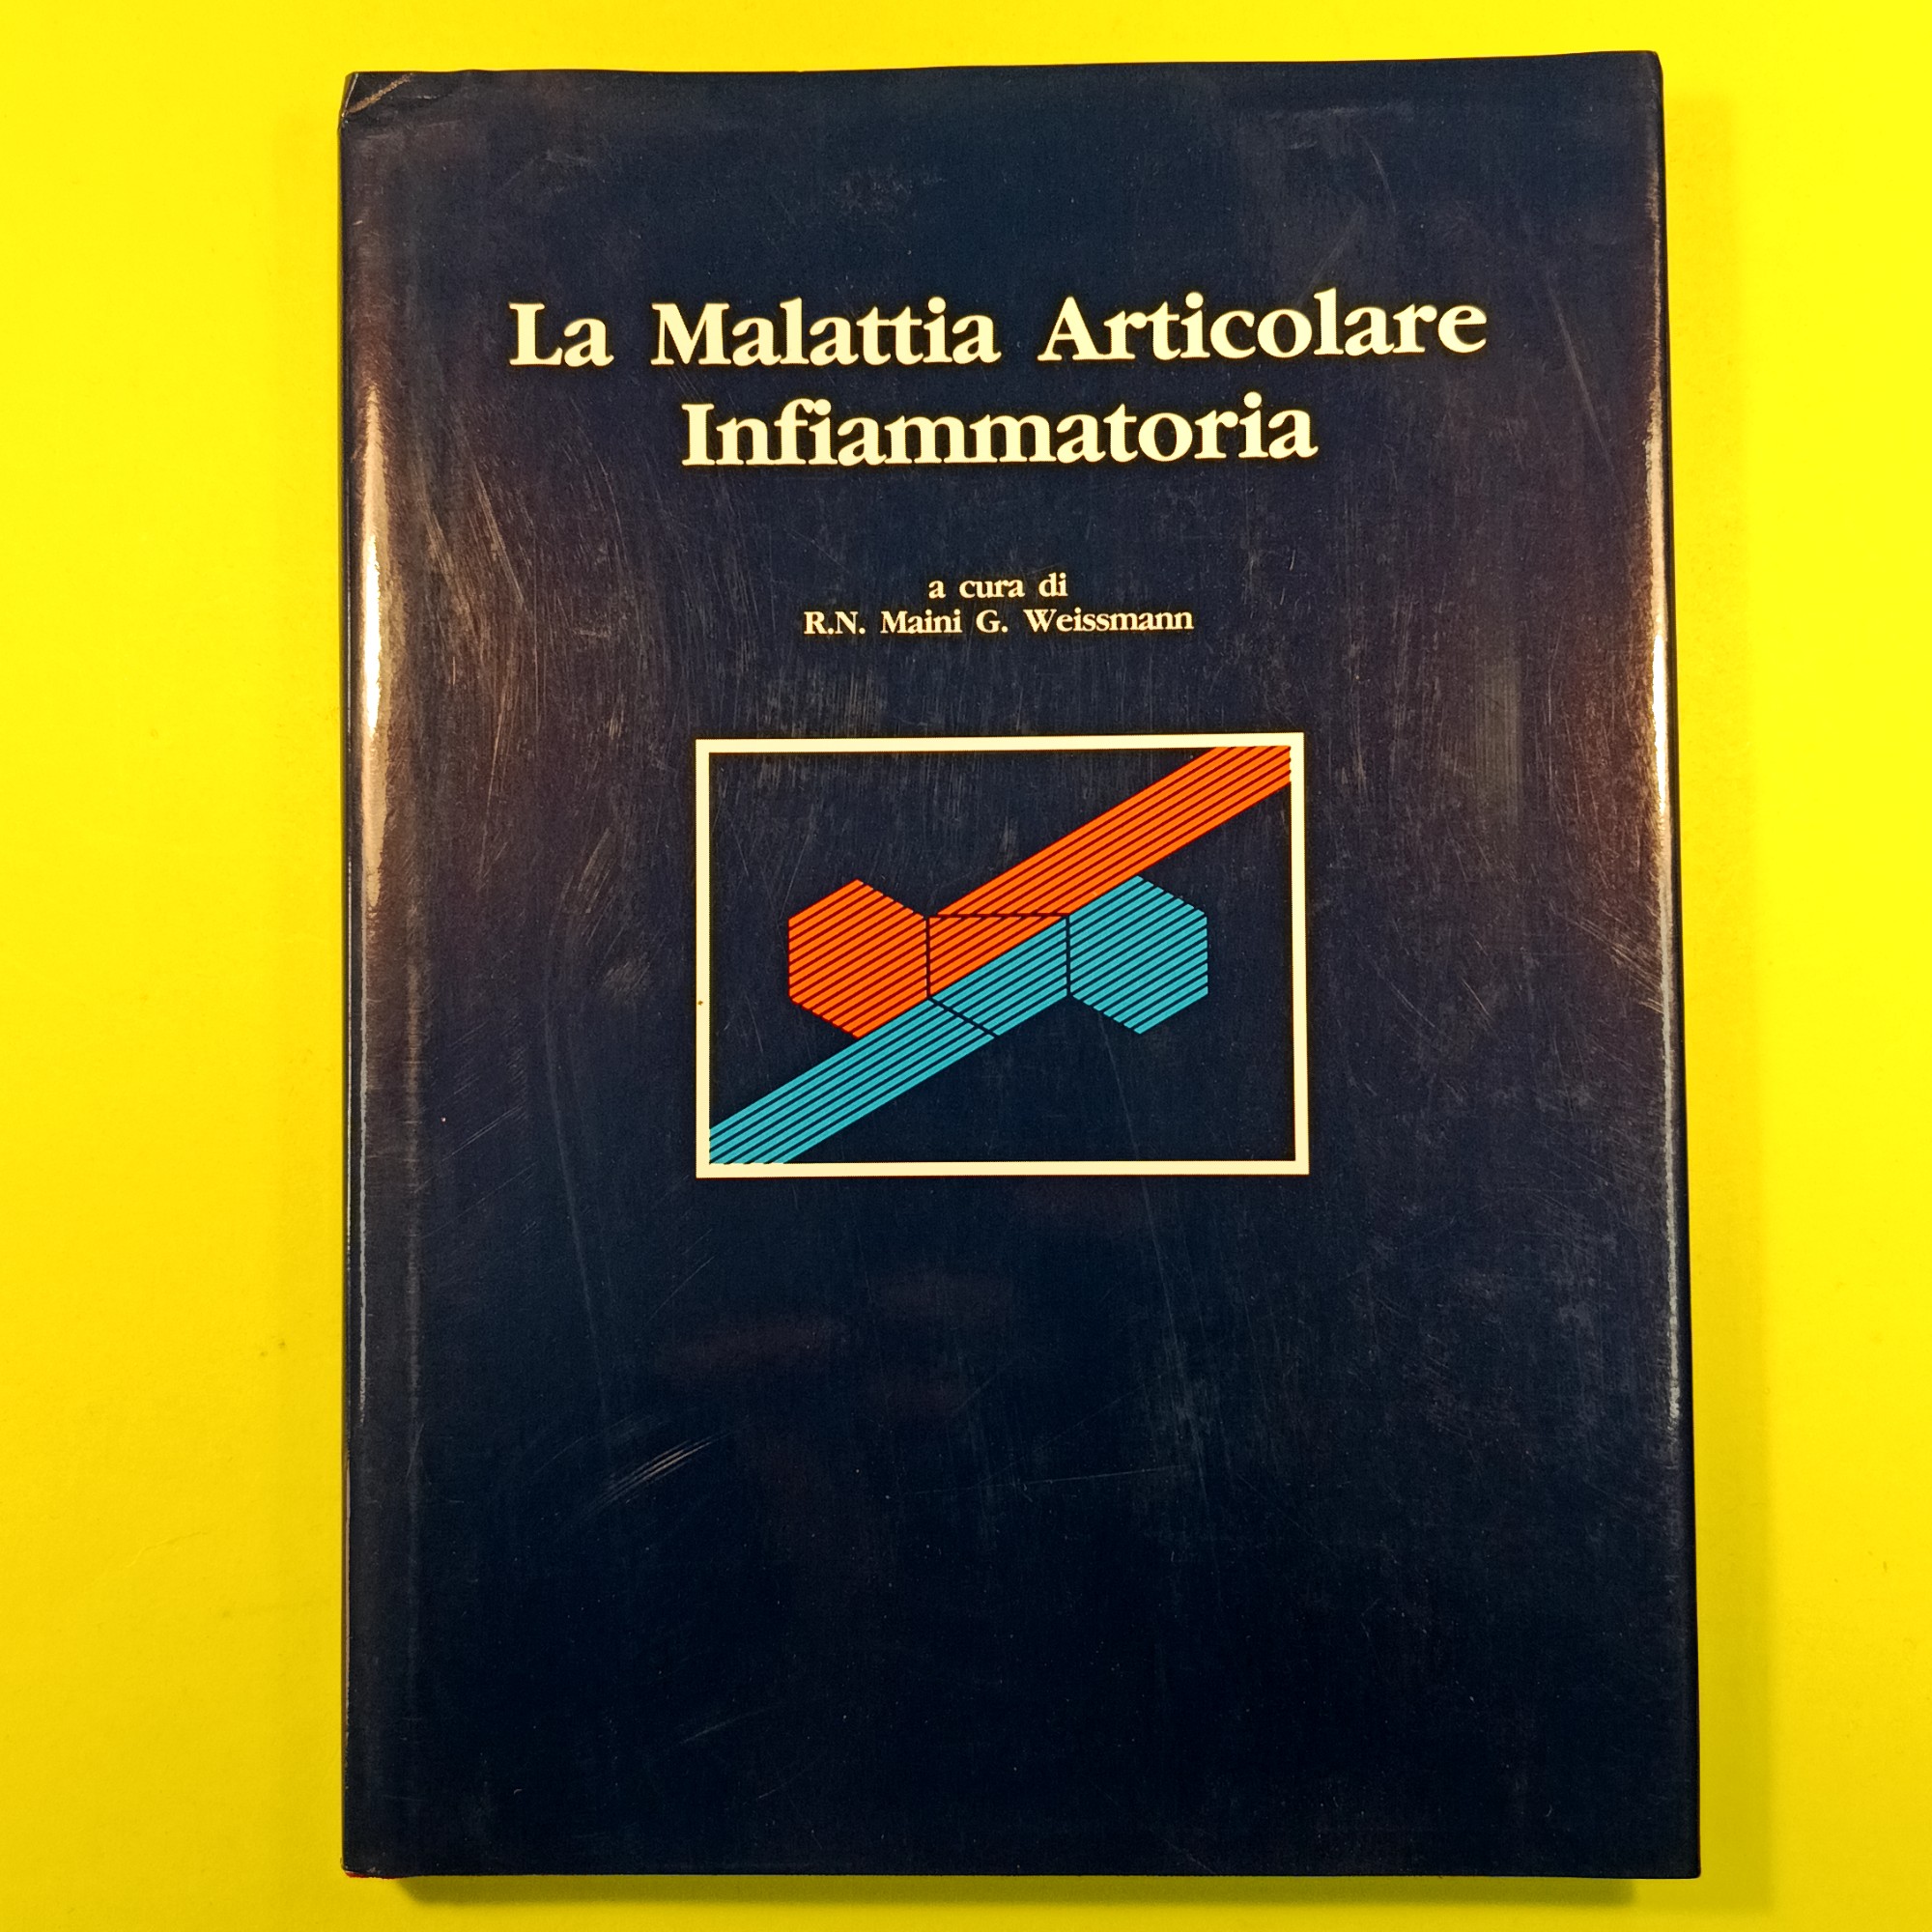 La Malattia Articolare
Infiammatoria
a cura di
R.N. Maini G. Weissmann